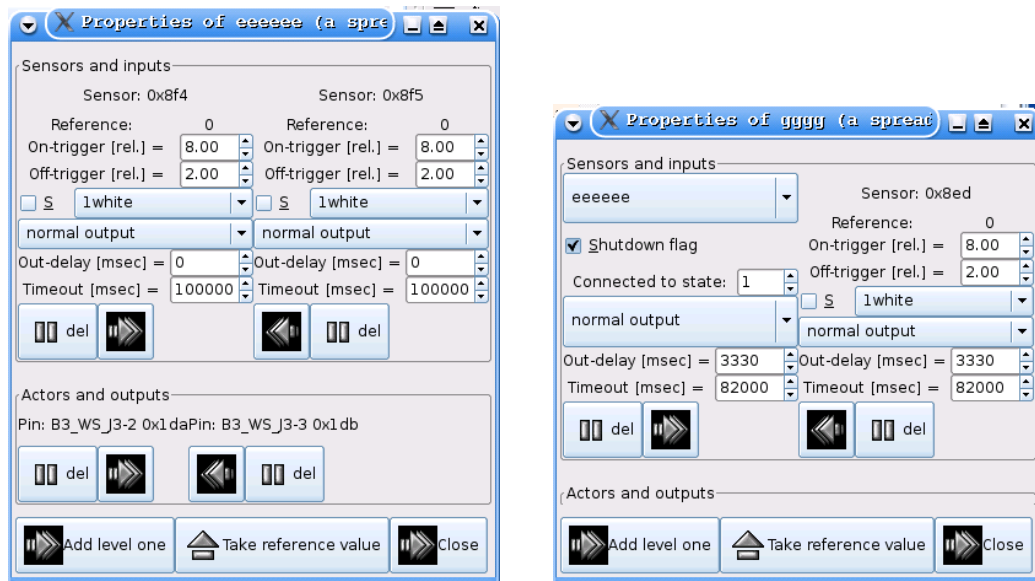 Properties of eeeeee (a spre
Sensors and inputs
Sensor: 0x8f4 Sensor: 0x8f5
Reference: 0 Reference: 0
On-trigger [rel.] = 8.00 On-trigger [rel.] = 8.00
Off-trigger [rel.] = 2.00 Off-trigger [rel.] = 2.00
S 1white S 1white
normal output normal output
Out-delay [msec] = 0 Out-delay [msec] = 0
Timeout [msec] = 100000 Timeout [msec] = 100000
del del
Actors and outputs
Pin: B3_WS_J3-2 0x1daPin: B3_WS_J3-3 0x1db
del del
Add level one Take reference value Close
Properties of gggg (a spread
Sensors and inputs
eeeeee Sensor: 0x8ed
Reference: 0
Shutdown flag On-trigger [rel.] = 8.00
Connected to state: 1 Off-trigger [rel.] = 2.00
S 1white
normal output normal output
Out-delay [msec] = 3330 Out-delay [msec] = 3330
Timeout [msec] = 82000 Timeout [msec] = 82000
del del
Actors and outputs
Add level one Take reference value Close